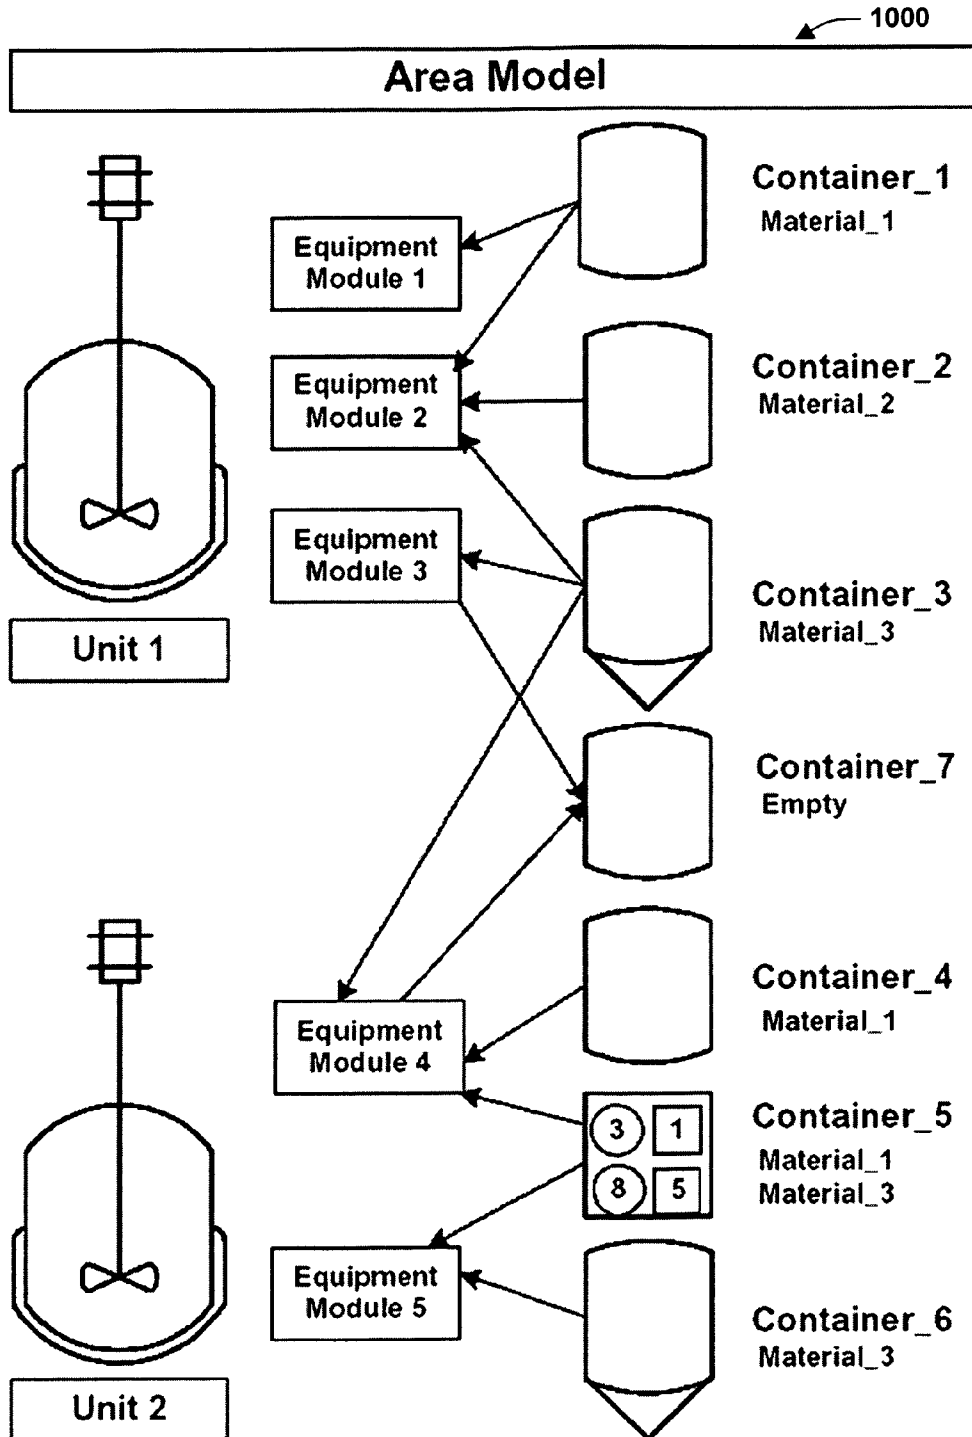 1000
Area Model
Container_1
Material_1
Equipment
Module 1
Container_2
Material_2
Equipment
Module 2
Equipment
Module 3
Container_3
Material_3
Unit 1
Container_7
Empty
Container_4
Material_1
Equipment
Module 4
Container_5
3 1
Material_1
8 5
Material_3
Equipment
Module 5
Container_6
Material_3
Unit 2